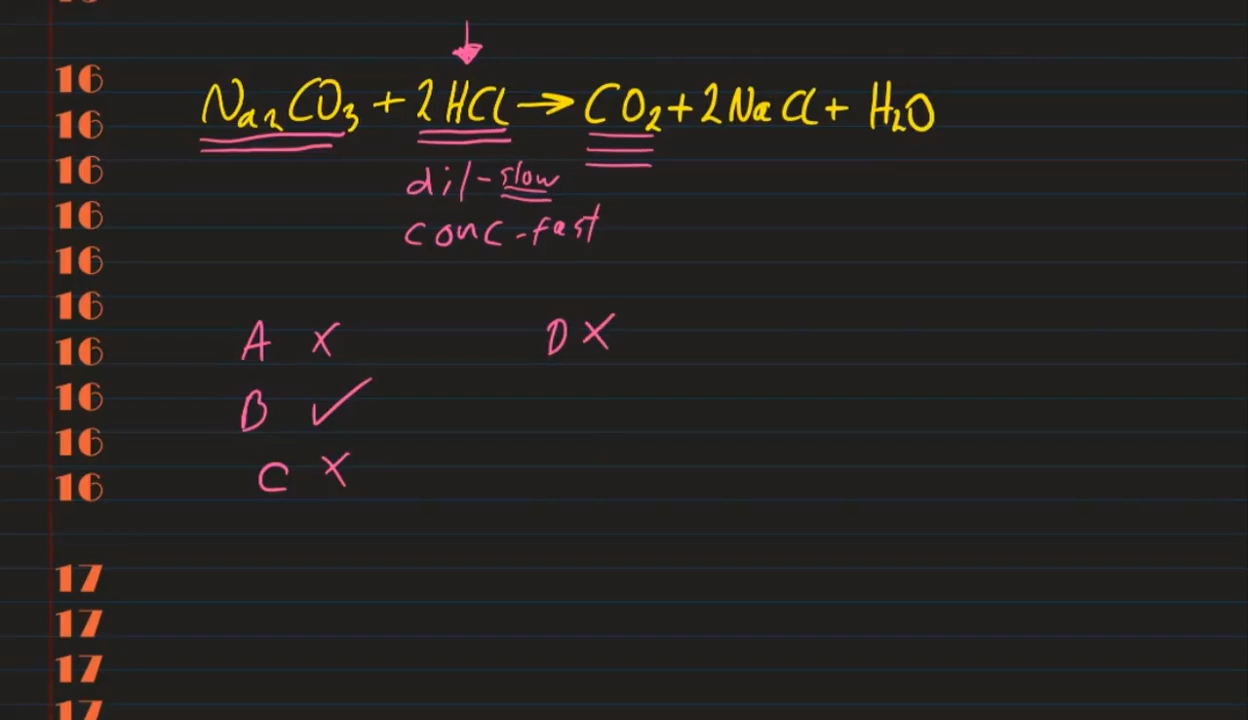 16 Na₂CO₃ + 2HCl → CO₂ + 2NaCl + H₂O
16
16 dil - slow
16 conc - fast
16
16
16 A X D X
16 B ✓
16 C X
16
17
17
17
17